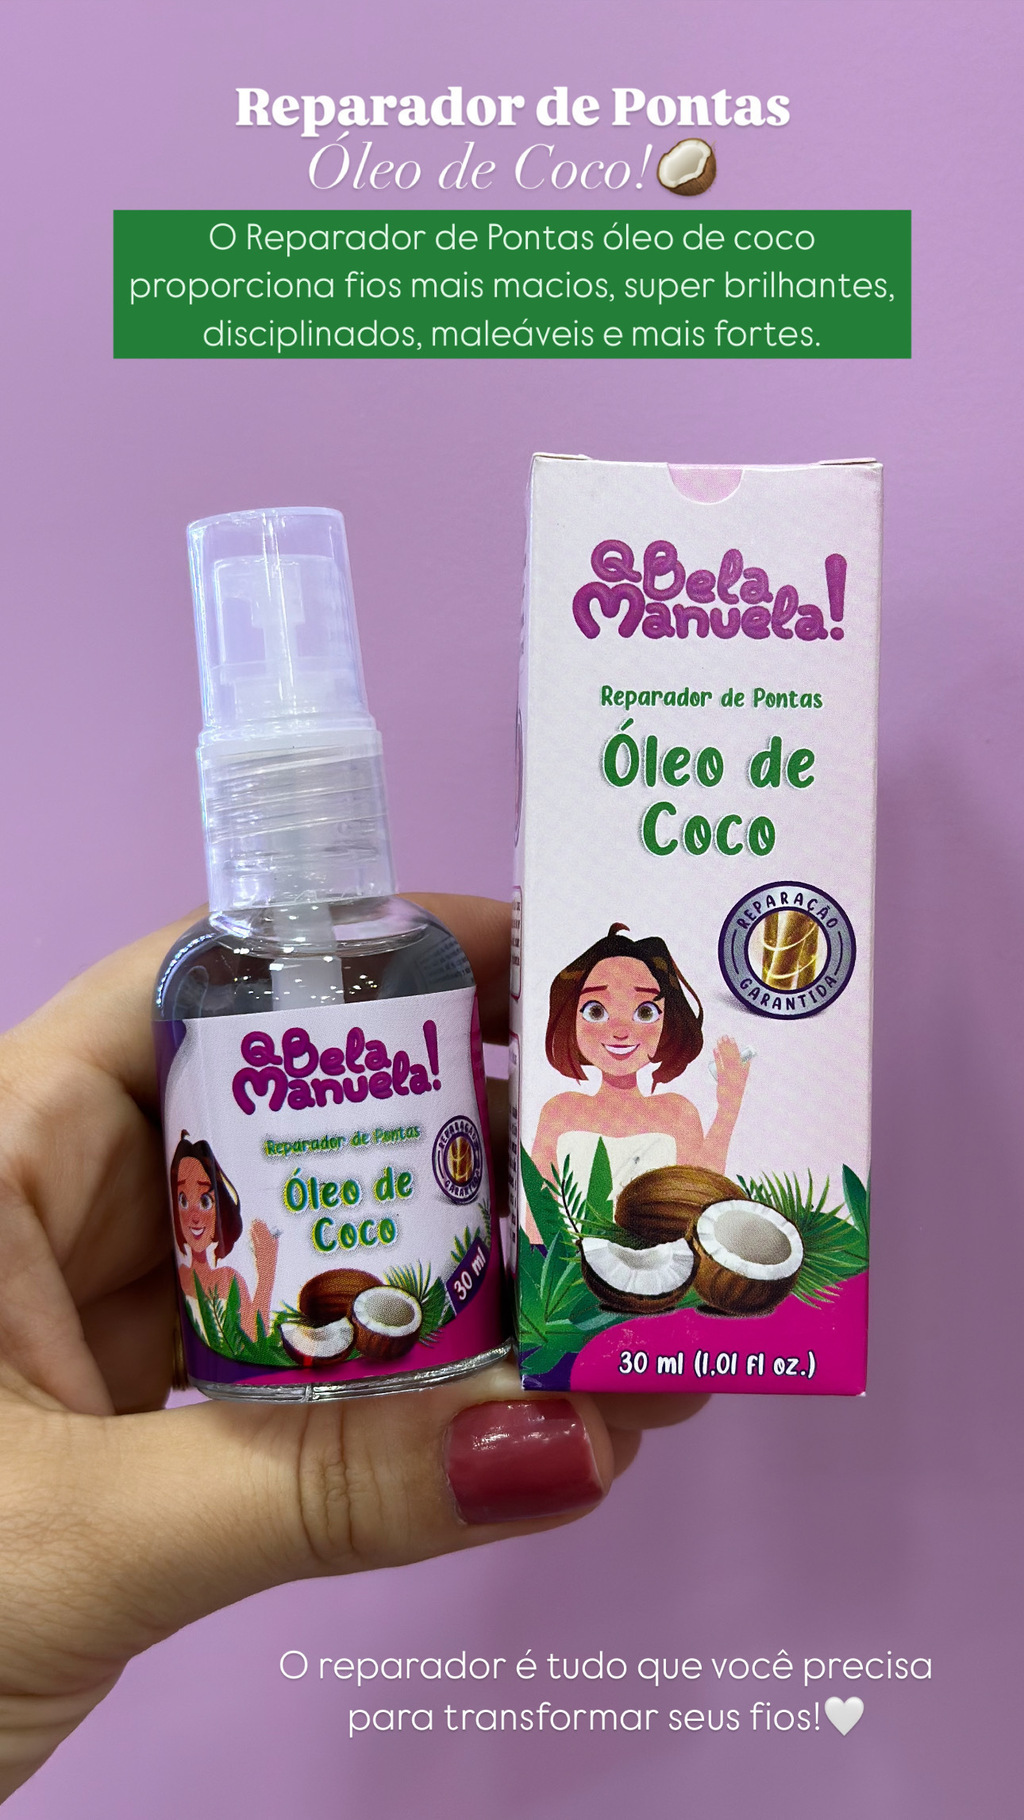 Reparador de Pontas
Óleo de Coco!
O Reparador de Pontas óleo de coco
proporciona fios mais macios, super brilhantes,
disciplinados, maleáveis e mais fortes.
a Bela
Manuela!
Reparador de Pontas
Óleo de
Coco
REPARAÇÃO
GARANTIDA
30 ml (1,01 fl oz.)
a Bela
Manuela!
Reparador de Pontas
Óleo de
Coco
30 ml
O reparador é tudo que você precisa
para transformar seus fios!